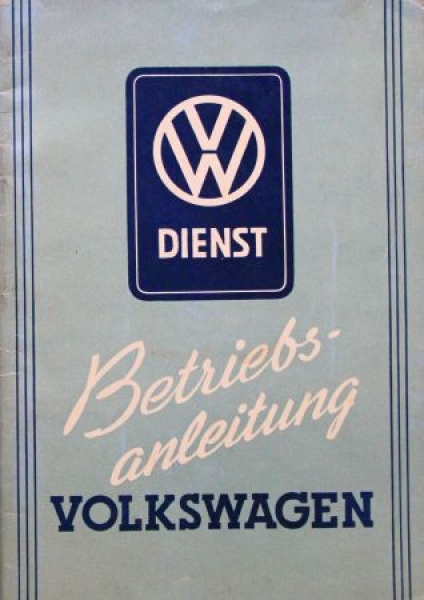 VW
DIENST
Betriebs-
anleitung
VOLKSWAGEN